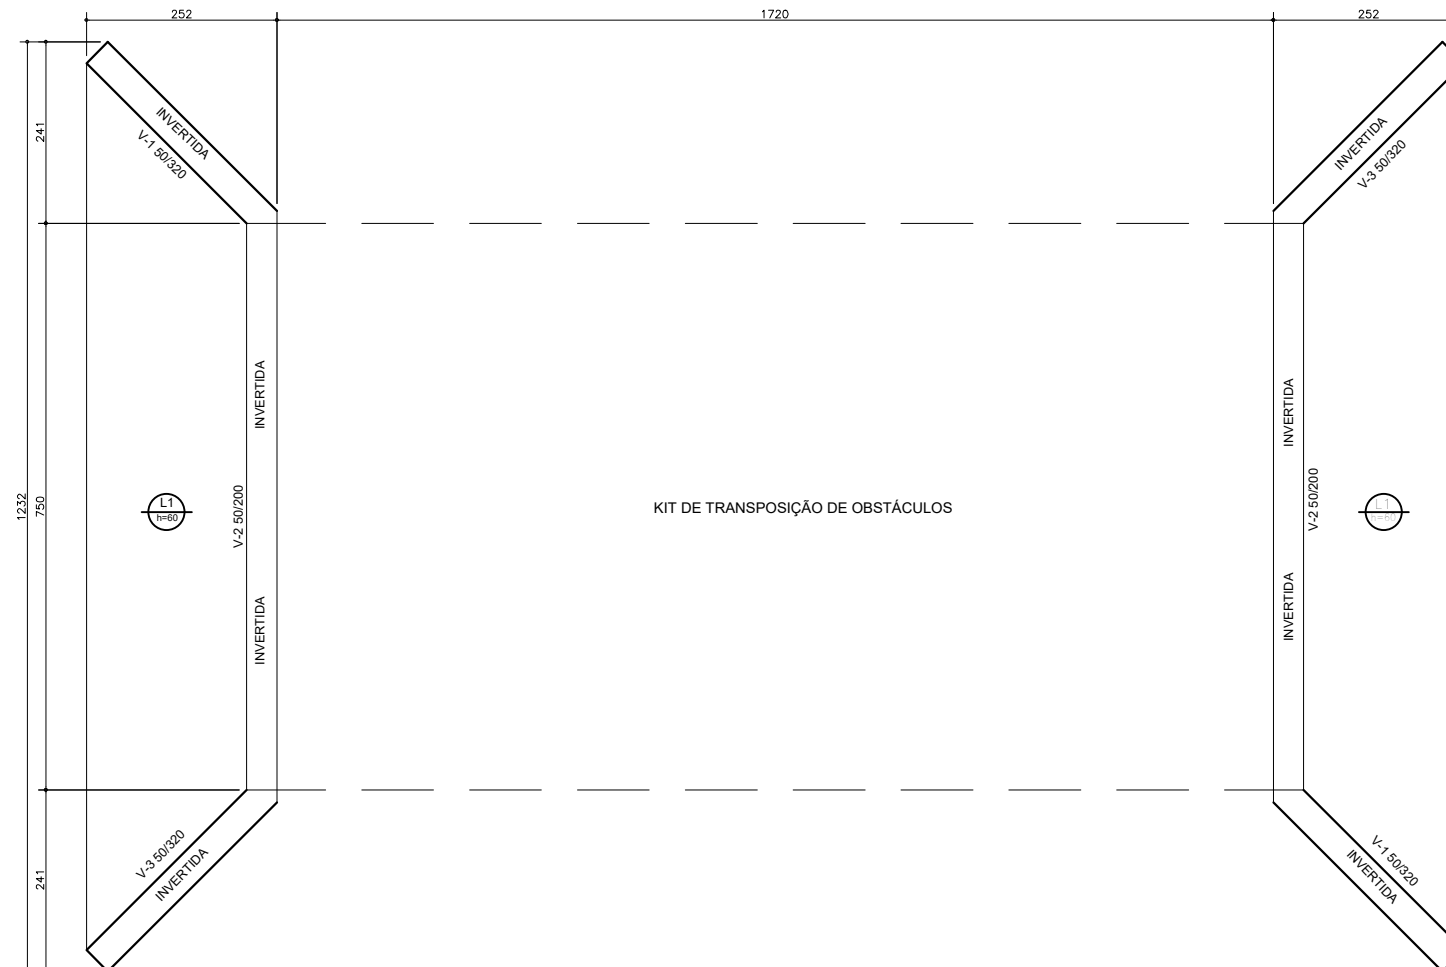 252
1720
252
241
INVERTIDA
V-1 50/320
INVERTIDA
V-3 50/320
INVERTIDA
INVERTIDA
1232
750
L1
h=60
V-2 50/200
KIT DE TRANSPOSIÇÃO DE OBSTÁCULOS
V-2 50/200
L1
h=60
INVERTIDA
INVERTIDA
241
V-3 50/320
INVERTIDA
V-1 50/320
INVERTIDA